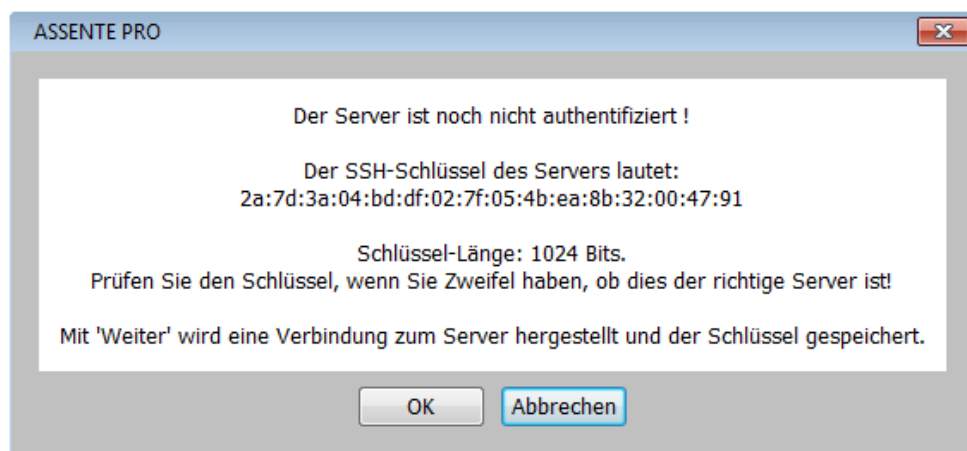 ASSENTE PRO
Der Server ist noch nicht authentifiziert !
Der SSH-Schlüssel des Servers lautet:
2a:7d:3a:04:bd:df:02:7f:05:4b:ea:8b:32:00:47:91
Schlüssel-Länge: 1024 Bits.
Prüfen Sie den Schlüssel, wenn Sie Zweifel haben, ob dies der richtige Server ist!
Mit 'Weiter' wird eine Verbindung zum Server hergestellt und der Schlüssel gespeichert.
OK
Abbrechen